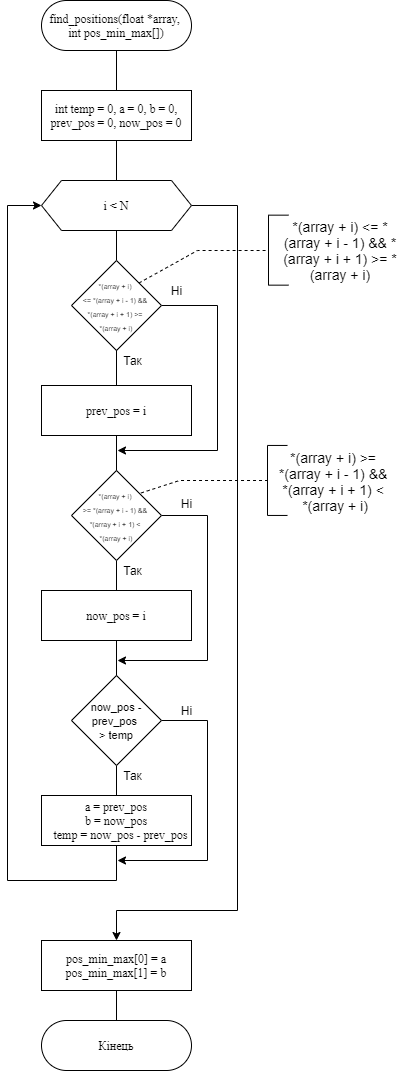 find_positions(float *array,
int pos_min_max[])
int temp = 0, a = 0, b = 0,
prev_pos = 0, now_pos = 0
i < N
*(array + i) <= *
(array + i - 1) && *
(array + i + 1) >= *
(array + i)
*(array + i)
<= *(array + i - 1) &&
*(array + i + 1) >=
*(array + i)
Ні
Так
prev_pos = i
*(array + i) >=
*(array + i - 1) &&
*(array + i + 1) <
*(array + i)
*(array + i)
>= *(array + i - 1) &&
*(array + i + 1) <
*(array + i)
Ні
Так
now_pos = i
now_pos -
prev_pos
> temp
Ні
Так
a = prev_pos
b = now_pos
temp = now_pos - prev_pos
pos_min_max[0] = a
pos_min_max[1] = b
Кінець